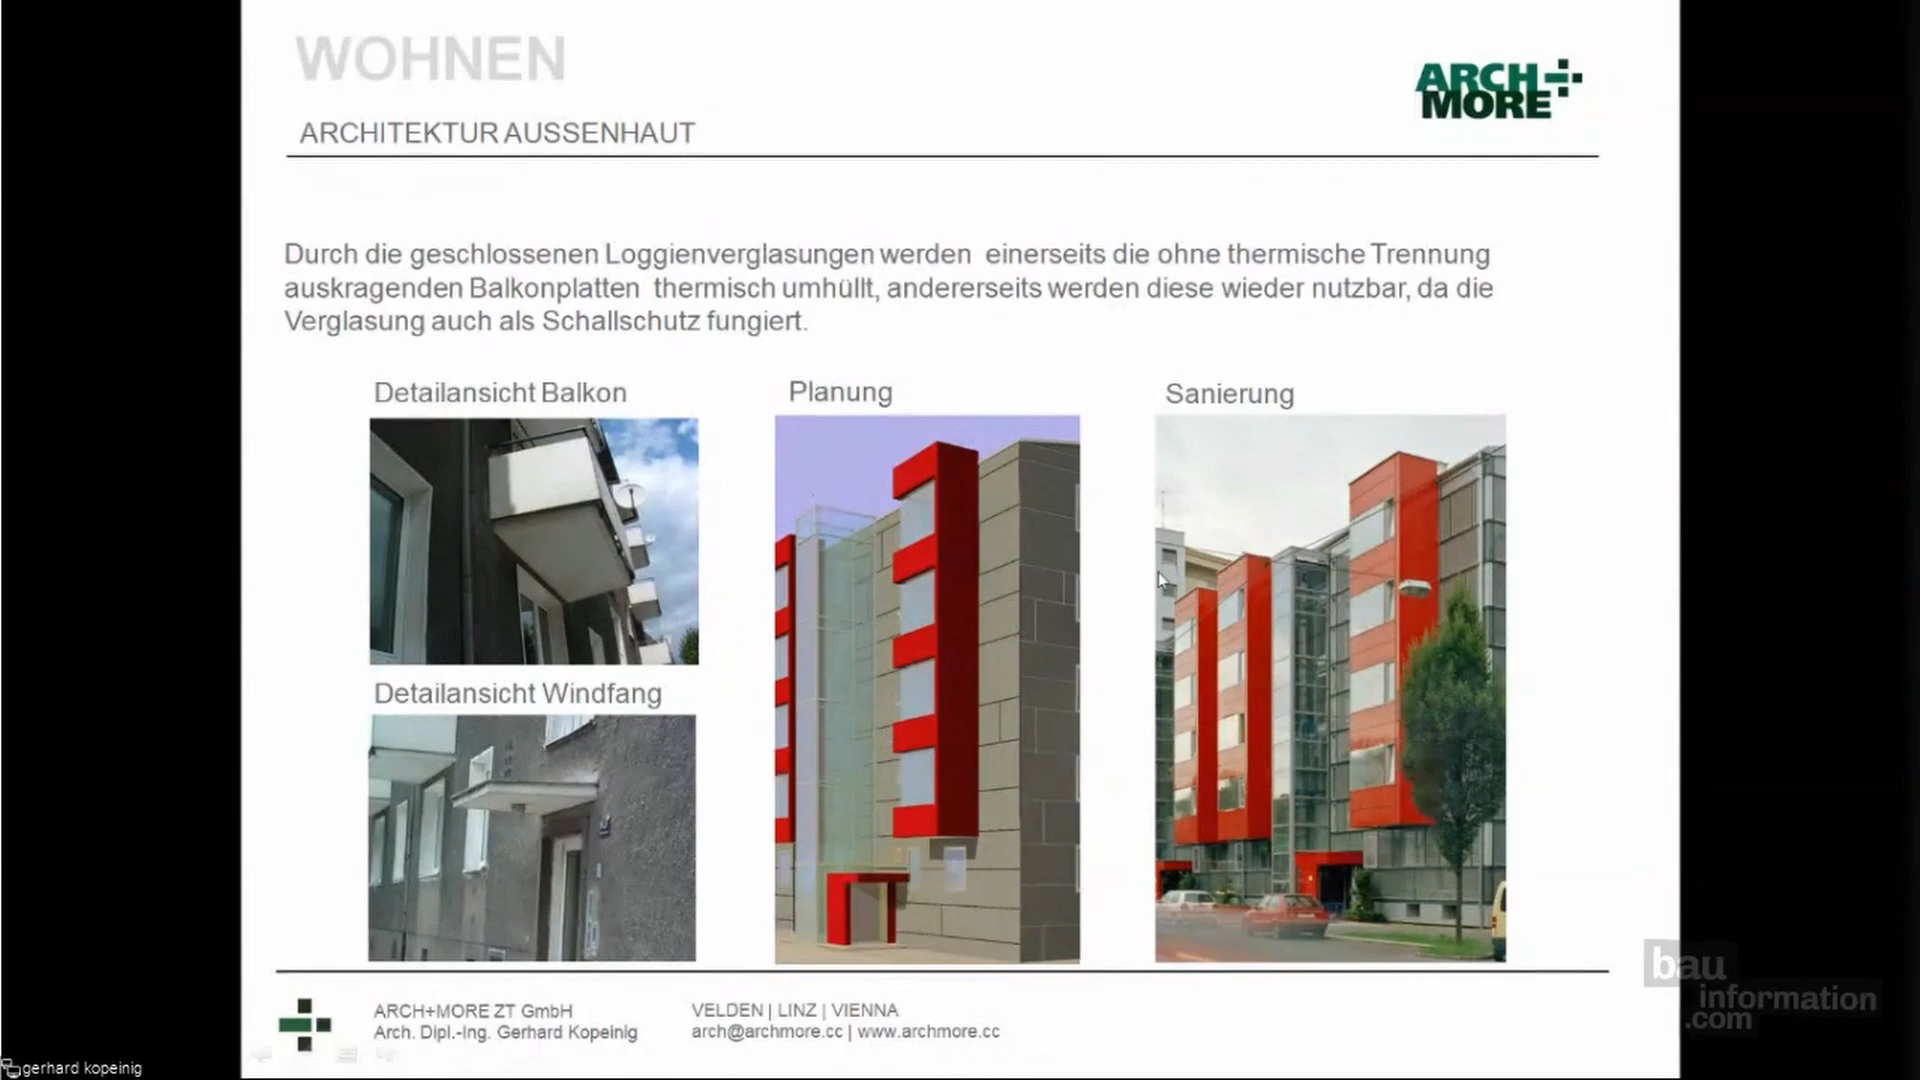 WOHNEN
ARCH
MORE
ARCHITEKTUR AUSSENHAUT
Durch die geschlossenen Loggienverglasungen werden einerseits die ohne thermische Trennung
auskragenden Balkonplatten thermisch umhüllt, andererseits werden diese wieder nutzbar, da die
Verglasung auch als Schallschutz fungiert.
Detailansicht Balkon
Planung
Sanierung
Detailansicht Windfang
ARCH+MORE ZT GmbH
Arch. Dipl.-Ing. Gerhard Kopeinig
VELDEN | LINZ | VIENNA
arch@archmore.cc | www.archmore.cc
bau
information
.com
gerhard kopeinig